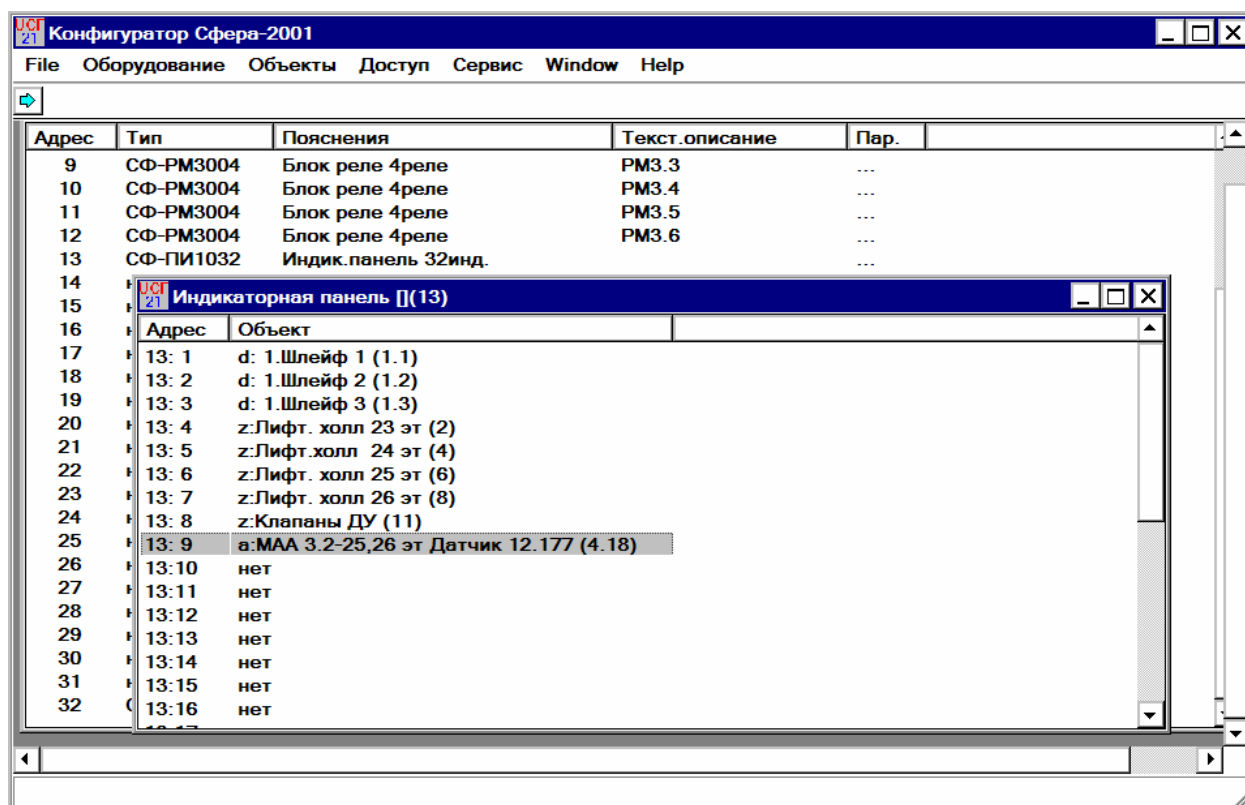 УСГ 21 Конфигуратор Сфера-2001
File Оборудование Объекты Доступ Сервис Window Help
Адрес Тип Пояснения Текст.описание Пар.
9 СФ-РМ3004 Блок реле 4реле РМ3.3 ...
10 СФ-РМ3004 Блок реле 4реле РМ3.4 ...
11 СФ-РМ3004 Блок реле 4реле РМ3.5 ...
12 СФ-РМ3004 Блок реле 4реле РМ3.6 ...
13 СФ-ПИ1032 Индик.панель 32инд. ...
14
15
16
17
18
19
20
21
22
23
24
25
26
27
28
29
30
31
32
УСГ 21 Индикаторная панель [](13)
Адрес Объект
13: 1 d: 1.Шлейф 1 (1.1)
13: 2 d: 1.Шлейф 2 (1.2)
13: 3 d: 1.Шлейф 3 (1.3)
13: 4 z:Лифт. холл 23 эт (2)
13: 5 z:Лифт.холл  24 эт (4)
13: 6 z:Лифт. холл 25 эт (6)
13: 7 z:Лифт. холл 26 эт (8)
13: 8 z:Клапаны ДУ (11)
13: 9 a:МАА 3.2-25,26 эт Датчик 12.177 (4.18)
13:10 нет
13:11 нет
13:12 нет
13:13 нет
13:14 нет
13:15 нет
13:16 нет